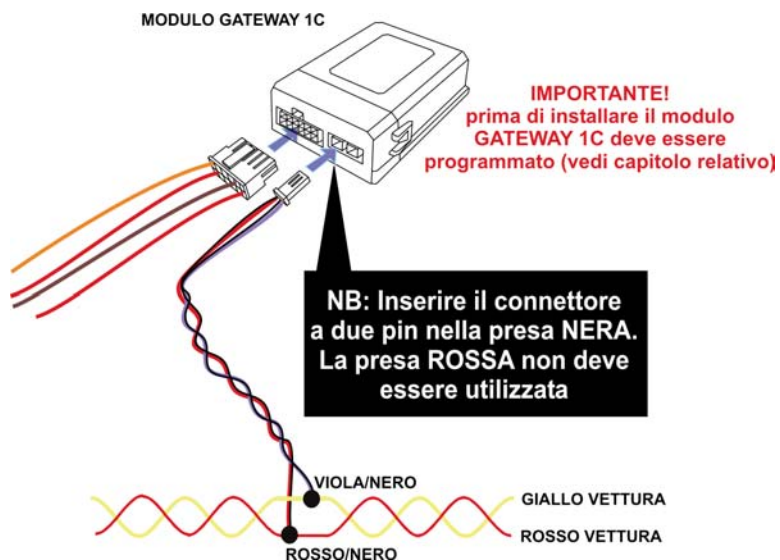 MODULO GATEWAY 1C
IMPORTANTE!
prima di installare il modulo
GATEWAY 1C deve essere
programmato (vedi capitolo relativo)
NB: Inserire il connettore
a due pin nella presa NERA.
La presa ROSSA non deve
essere utilizzata
VIOLA/NERO
GIALLO VETTURA
ROSSO VETTURA
ROSSO/NERO